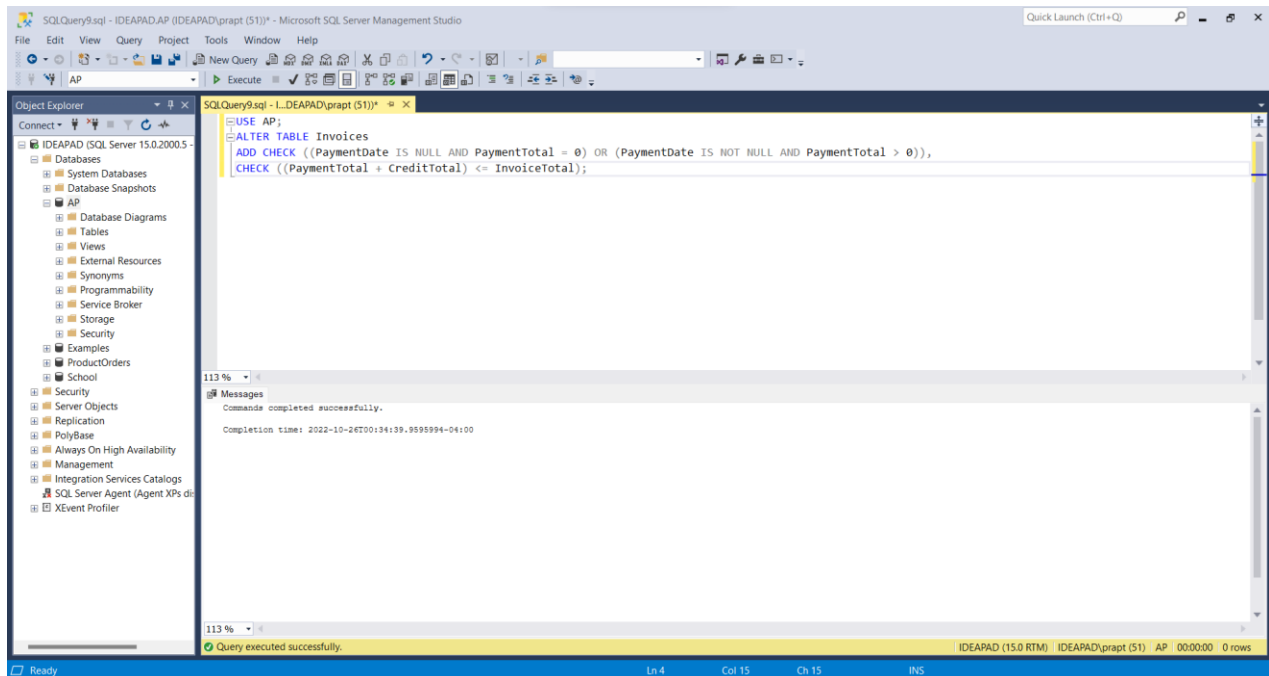 SQLQuery9.sql - IDEAPAD.AP (IDEAPAD\prapt (51))* - Microsoft SQL Server Management Studio
Quick Launch (Ctrl+Q)
File Edit View Query Project Tools Window Help
New Query
AP
Execute
Object Explorer
SQLQuery9.sql - I...DEAPAD\prapt (51))*
Connect
IDEAPAD (SQL Server 15.0.2000.5 -
Databases
System Databases
Database Snapshots
AP
Database Diagrams
Tables
Views
External Resources
Synonyms
Programmability
Service Broker
Storage
Security
Examples
ProductOrders
School
Security
Server Objects
Replication
PolyBase
Always On High Availability
Management
Integration Services Catalogs
SQL Server Agent (Agent XPs dis
XEvent Profiler
USE AP;
ALTER TABLE Invoices
ADD CHECK ((PaymentDate IS NULL AND PaymentTotal = 0) OR (PaymentDate IS NOT NULL AND PaymentTotal > 0)),
CHECK ((PaymentTotal + CreditTotal) <= InvoiceTotal);
113 %
Messages
Commands completed successfully.
Completion time: 2022-10-26T00:34:39.9595994-04:00
113 %
Query executed successfully.
IDEAPAD (15.0 RTM) IDEAPAD\prapt (51) AP 00:00:00 0 rows
Ready
Ln 4 Col 15 Ch 15 INS